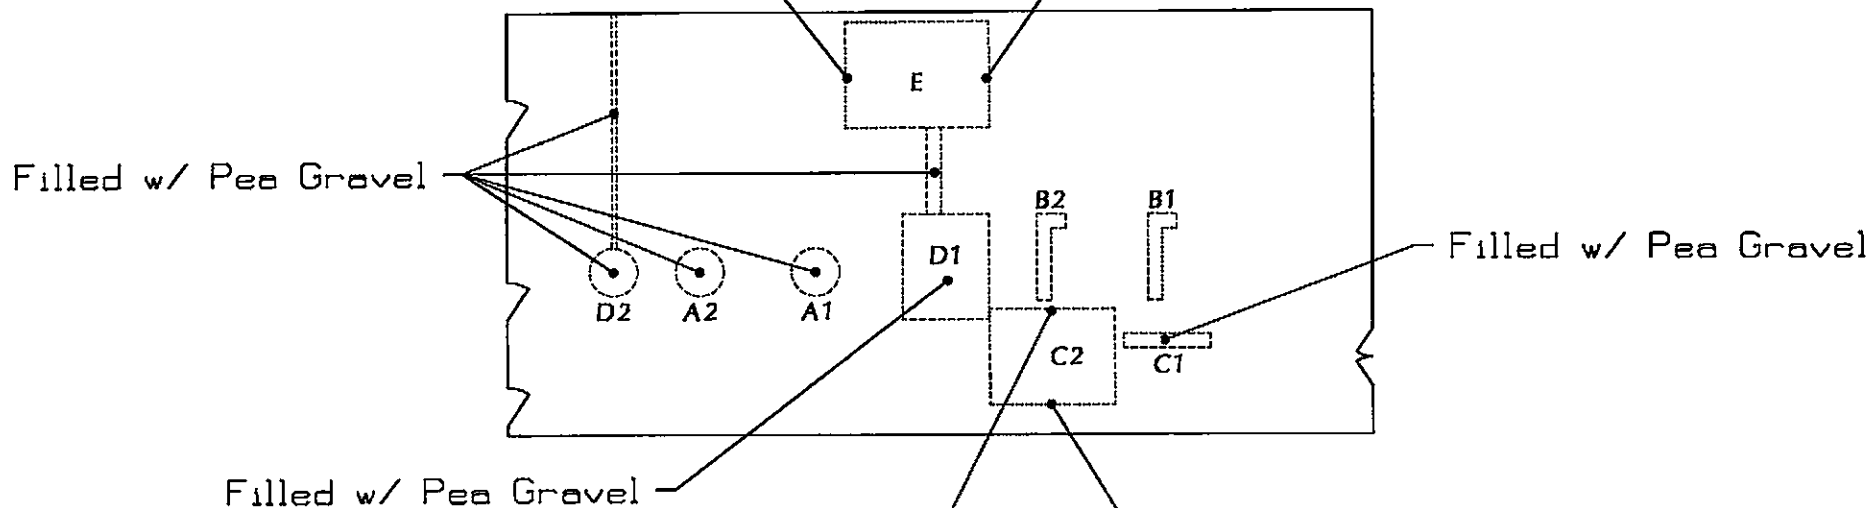 E
Filled w/ Pea Gravel
B2
B1
D1
Filled w/ Pea Gravel
D2
A2
A1
C2
C1
Filled w/ Pea Gravel